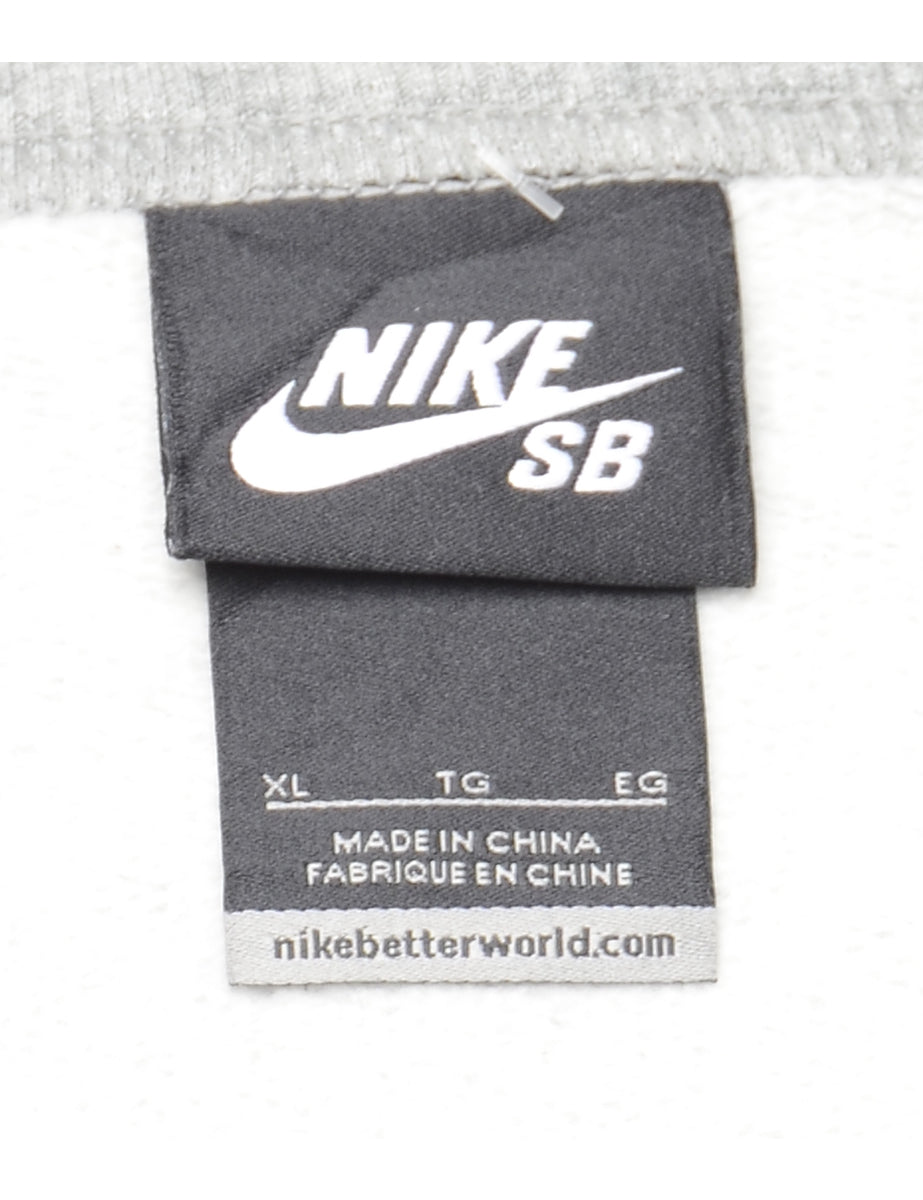 NIKE
SB
XL TG EG
MADE IN CHINA
FABRIQUE EN CHINE
nikebetterworld.com